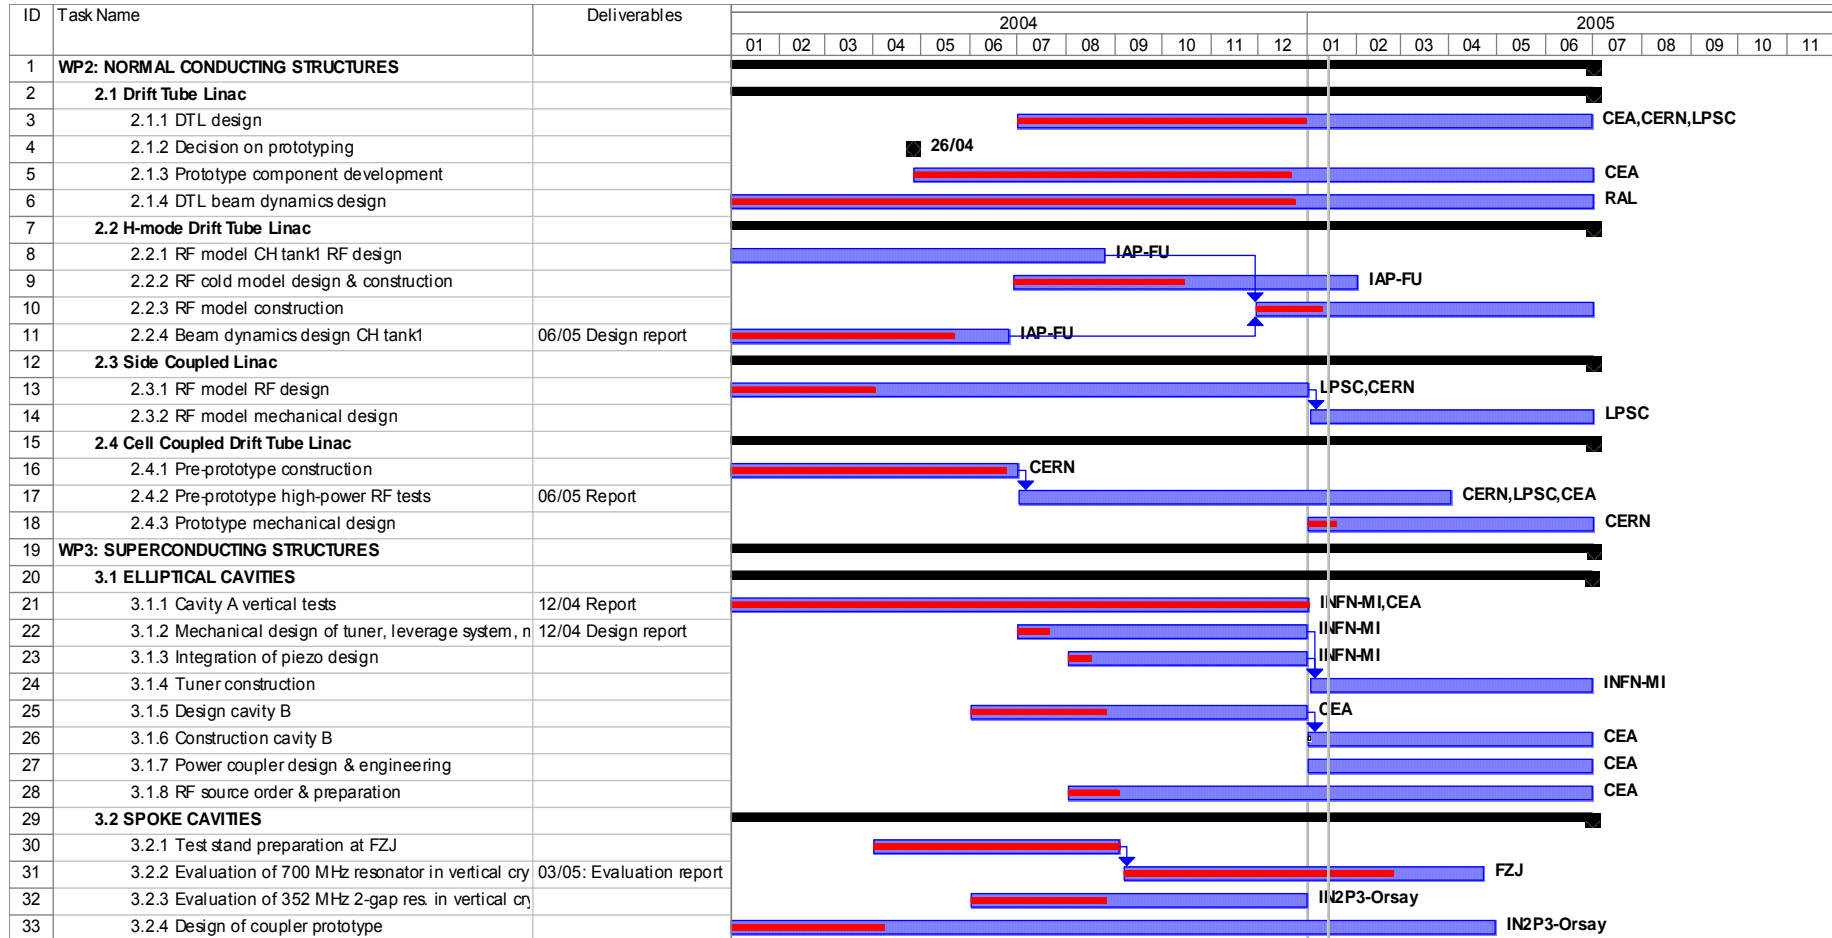 ID Task Name Deliverables 2004 2005
01 02 03 04 05 06 07 08 09 10 11 12 01 02 03 04 05 06 07 08 09 10 11
1 WP2: NORMAL CONDUCTING STRUCTURES
2 2.1 Drift Tube Linac
3 2.1.1 DTL design CEA,CERN,LPSC
4 2.1.2 Decision on prototyping 26/04
5 2.1.3 Prototype component development CEA
6 2.1.4 DTL beam dynamics design RAL
7 2.2 H-mode Drift Tube Linac
8 2.2.1 RF model CH tank1 RF design IAP-FU
9 2.2.2 RF cold model design & construction IAP-FU
10 2.2.3 RF model construction
11 2.2.4 Beam dynamics design CH tank1 06/05 Design report IAP-FU
12 2.3 Side Coupled Linac
13 2.3.1 RF model RF design LPSC,CERN
14 2.3.2 RF model mechanical design LPSC
15 2.4 Cell Coupled Drift Tube Linac
16 2.4.1 Pre-prototype construction CERN
17 2.4.2 Pre-prototype high-power RF tests 06/05 Report CERN,LPSC,CEA
18 2.4.3 Prototype mechanical design CERN
19 WP3: SUPERCONDUCTING STRUCTURES
20 3.1 ELLIPTICAL CAVITIES
21 3.1.1 Cavity A vertical tests 12/04 Report INFN-MI,CEA
22 3.1.2 Mechanical design of tuner, leverage system, n 12/04 Design report INFN-MI
23 3.1.3 Integration of piezo design INFN-MI
24 3.1.4 Tuner construction INFN-MI
25 3.1.5 Design cavity B CEA
26 3.1.6 Construction cavity B CEA
27 3.1.7 Power coupler design & engineering CEA
28 3.1.8 RF source order & preparation CEA
29 3.2 SPOKE CAVITIES
30 3.2.1 Test stand preparation at FZJ
31 3.2.2 Evaluation of 700 MHz resonator in vertical cry 03/05: Evaluation report FZJ
32 3.2.3 Evaluation of 352 MHz 2-gap res. in vertical cry IN2P3-Orsay
33 3.2.4 Design of coupler prototype IN2P3-Orsay